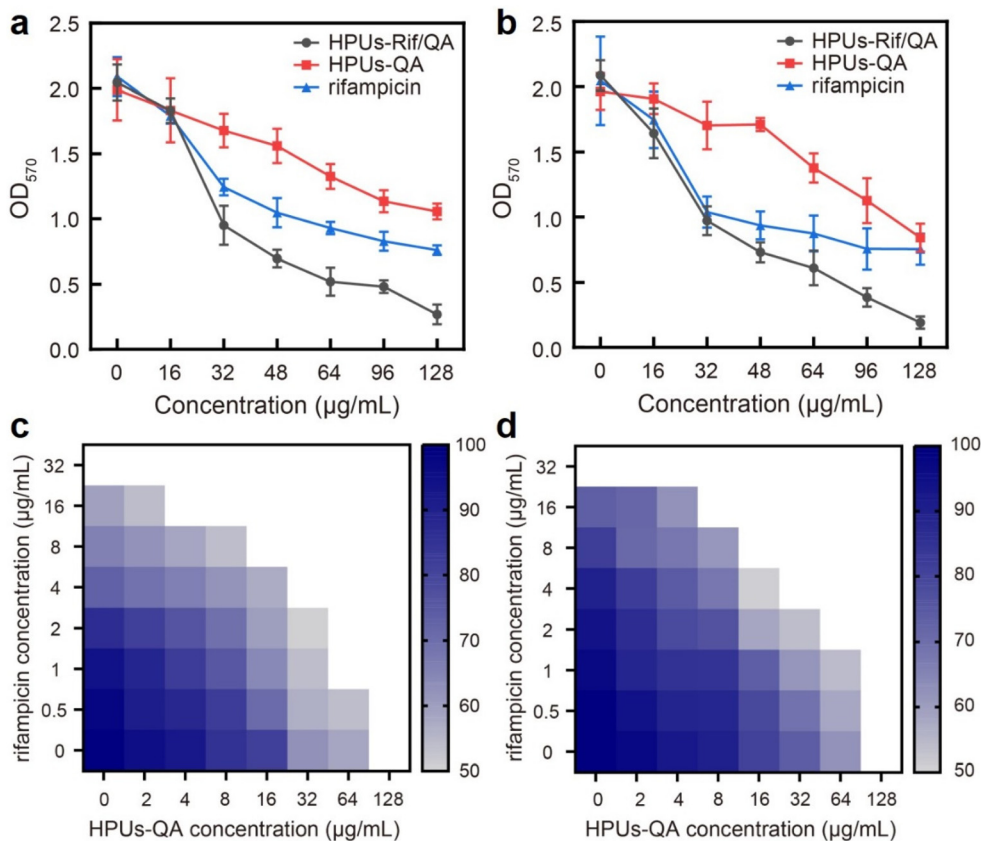 a
2.5
2.0
1.5
1.0
0.5
0.0
OD570
HPUs-Rif/QA
HPUs-QA
rifampicin
0 16 32 48 64 96 128
Concentration (µg/mL)
b
2.5
2.0
1.5
1.0
0.5
0.0
OD570
HPUs-Rif/QA
HPUs-QA
rifampicin
0 16 32 48 64 96 128
Concentration (µg/mL)
c
rifampicin concentration (µg/mL)
32
16
8
4
2
1
0.5
0
0 2 4 8 16 32 64 128
HPUs-QA concentration (µg/mL)
100
90
80
70
60
50
d
rifampicin concentration (µg/mL)
32
16
8
4
2
1
0.5
0
0 2 4 8 16 32 64 128
HPUs-QA concentration (µg/mL)
100
90
80
70
60
50